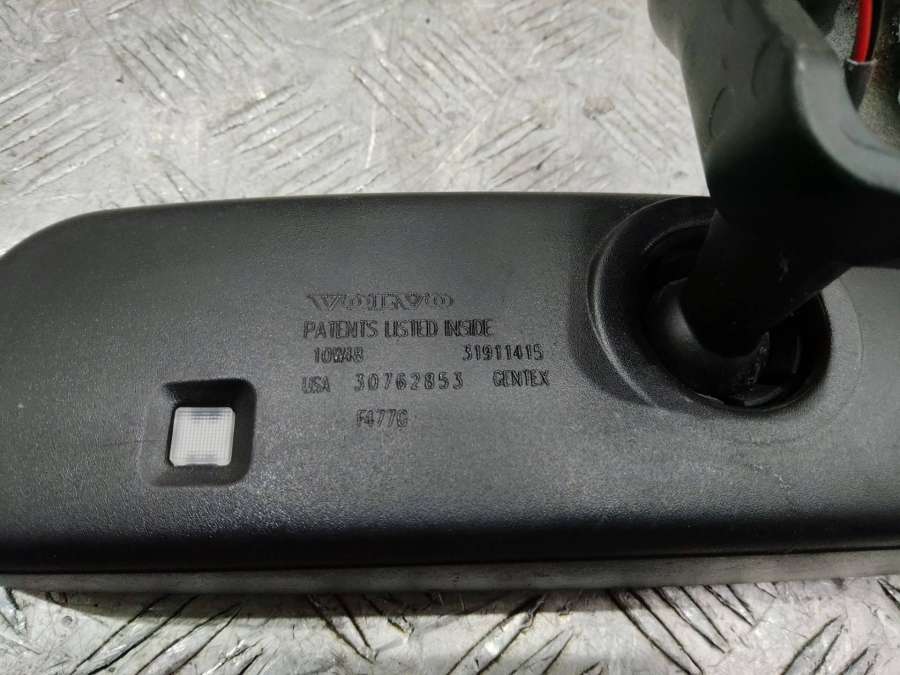 VOLVO
PATENTS LISTED INSIDE
10W48 31911415
USA 30762853 GENTEX
F477G